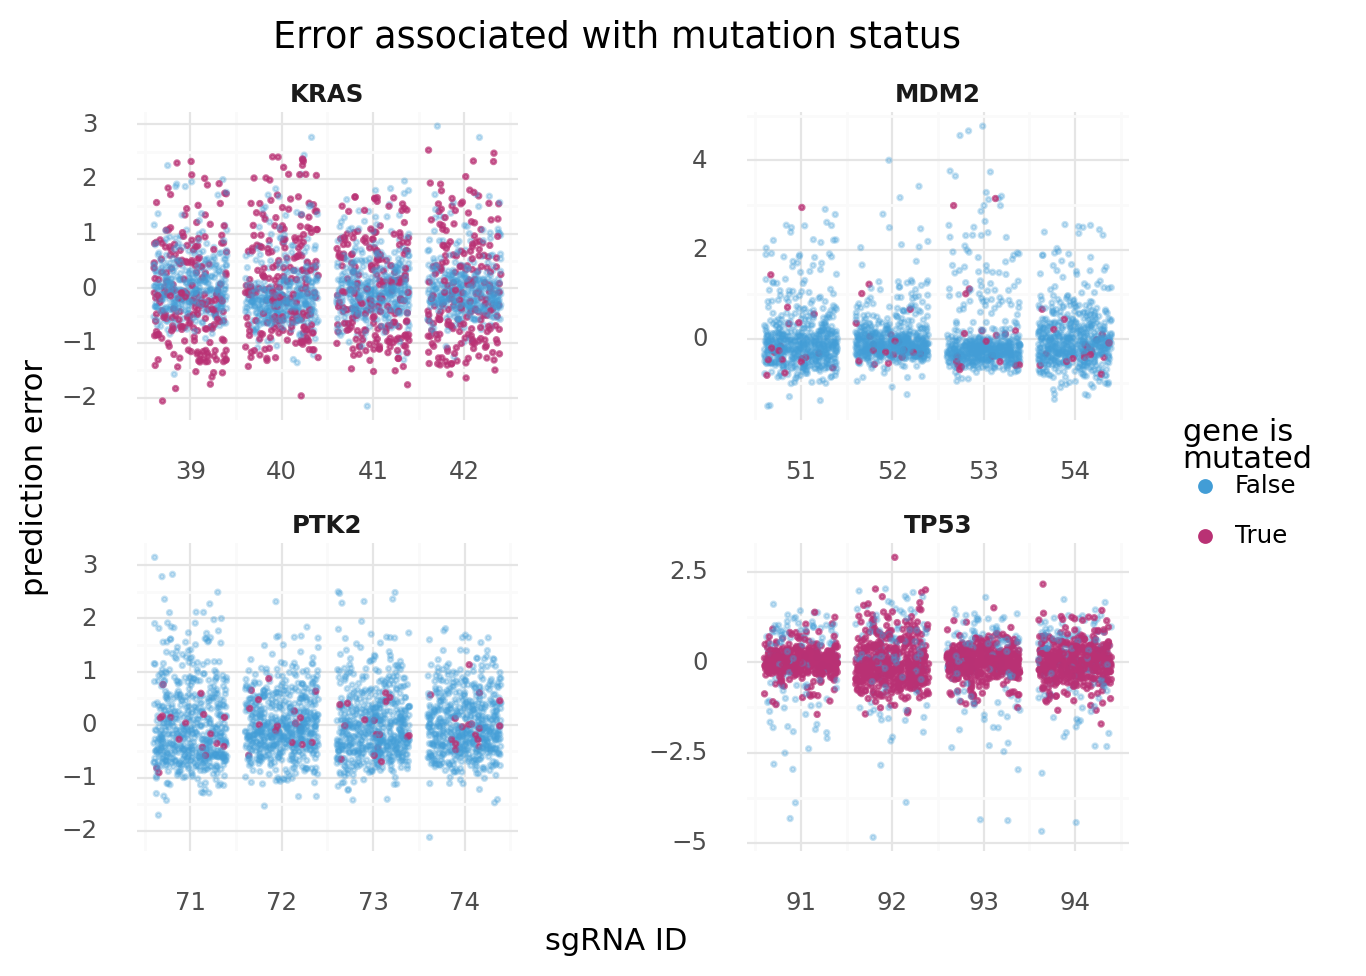 Error associated with mutation status
KRAS
3
2
1
0
−1
−2
39 40 41 42
MDM2
4
2
0
51 52 53 54
PTK2
3
2
1
0
−1
−2
71 72 73 74
TP53
2.5
0
−2.5
−5
91 92 93 94
prediction error
sgRNA ID
gene is
mutated
False
True